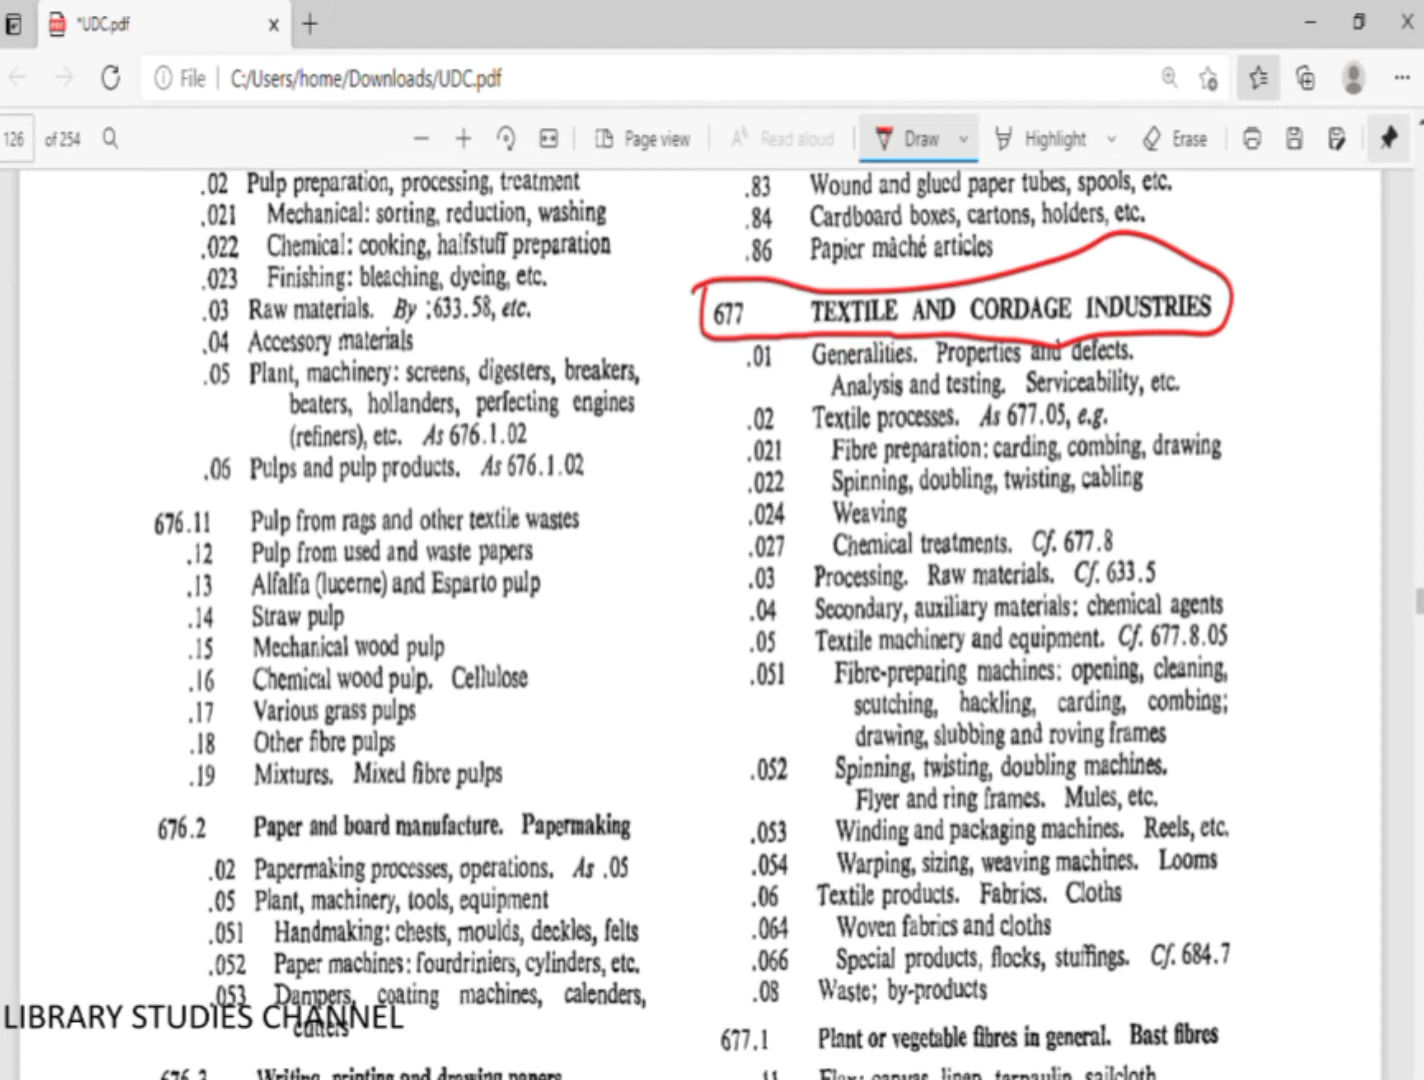 *UDC.pdf
File | C:/Users/home/Downloads/UDC.pdf
126 of 254 Page view Read aloud Draw Highlight Erase
.02 Pulp preparation, processing, treatment
.021 Mechanical: sorting, reduction, washing
.022 Chemical: cooking, halfstuff preparation
.023 Finishing: bleaching, dyeing, etc.
.03 Raw materials. By :633.58, etc.
.04 Accessory materials
.05 Plant, machinery: screens, digesters, breakers,
beaters, hollanders, perfecting engines
(refiners), etc. As 676.1.02
.06 Pulps and pulp products. As 676.1.02
676.11 Pulp from rags and other textile wastes
.12 Pulp from used and waste papers
.13 Alfalfa (lucerne) and Esparto pulp
.14 Straw pulp
.15 Mechanical wood pulp
.16 Chemical wood pulp. Cellulose
.17 Various grass pulps
.18 Other fibre pulps
.19 Mixtures. Mixed fibre pulps
676.2 Paper and board manufacture. Papermaking
.02 Papermaking processes, operations. As .05
.05 Plant, machinery, tools, equipment
.051 Handmaking: chests, moulds, deckles, felts
.052 Paper machines: fourdriniers, cylinders, etc.
.053 Dampers, coating machines, calenders,
cutters
676.3 Writing, printing and drawing papers
.83 Wound and glued paper tubes, spools, etc.
.84 Cardboard boxes, cartons, holders, etc.
.86 Papier mâché articles
677 TEXTILE AND CORDAGE INDUSTRIES
.01 Generalities. Properties and defects.
Analysis and testing. Serviceability, etc.
.02 Textile processes. As 677.05, e.g.
.021 Fibre preparation: carding, combing, drawing
.022 Spinning, doubling, twisting, cabling
.024 Weaving
.027 Chemical treatments. Cf. 677.8
.03 Processing. Raw materials. Cf. 633.5
.04 Secondary, auxiliary materials: chemical agents
.05 Textile machinery and equipment. Cf. 677.8.05
.051 Fibre-preparing machines: opening, cleaning,
scutching, hackling, carding, combing;
drawing, slubbing and roving frames
.052 Spinning, twisting, doubling machines.
Flyer and ring frames. Mules, etc.
.053 Winding and packaging machines. Reels, etc.
.054 Warping, sizing, weaving machines. Looms
.06 Textile products. Fabrics. Cloths
.064 Woven fabrics and cloths
.066 Special products, flocks, stuffings. Cf. 684.7
.08 Waste; by-products
677.1 Plant or vegetable fibres in general. Bast fibres
.11 Flax: canvas, linen, tarpaulin, sailcloth
LIBRARY STUDIES CHANNEL